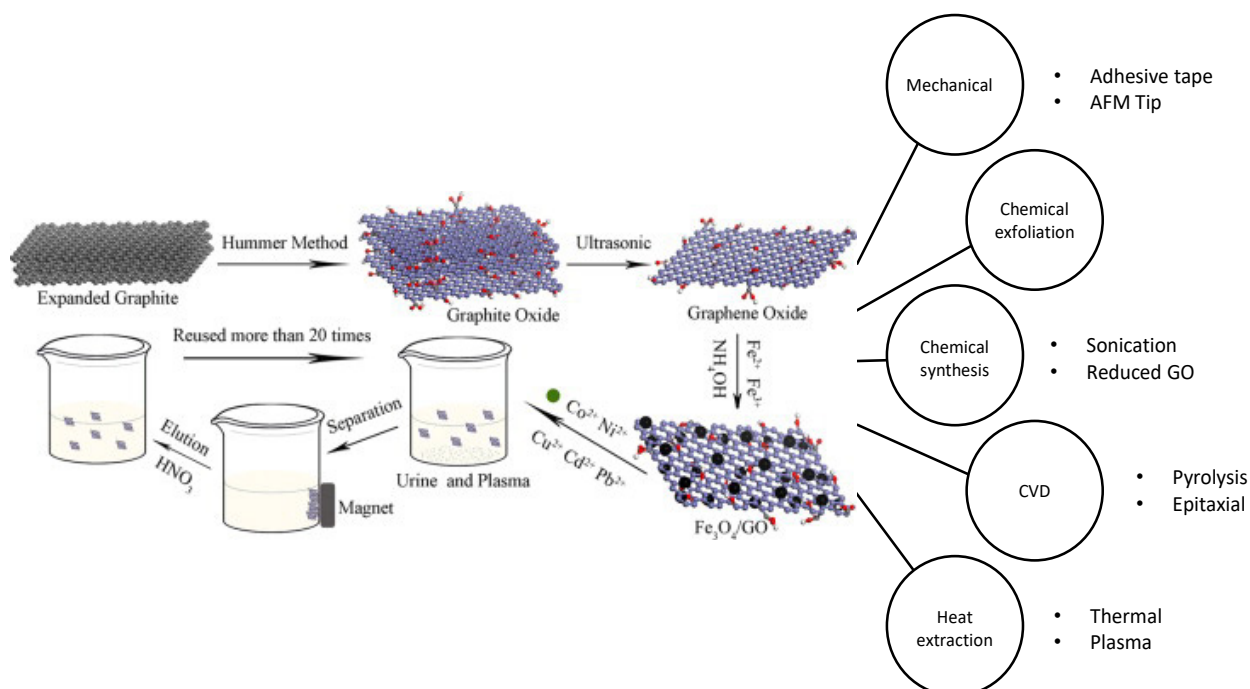 Expanded Graphite
Hummer Method
Graphite Oxide
Ultrasonic
Graphene Oxide
Fe²⁺ Fe³⁺
NH₄OH
Fe₃O₄/GO
Co²⁺ Ni²⁺
Cu²⁺ Cd²⁺ Pb²⁺
Reused more than 20 times
Urine and Plasma
Separation
Magnet
Elution
HNO₃
Mechanical
• Adhesive tape
• AFM Tip
Chemical
exfoliation
Chemical
synthesis
• Sonication
• Reduced GO
CVD
• Pyrolysis
• Epitaxial
Heat
extraction
• Thermal
• Plasma